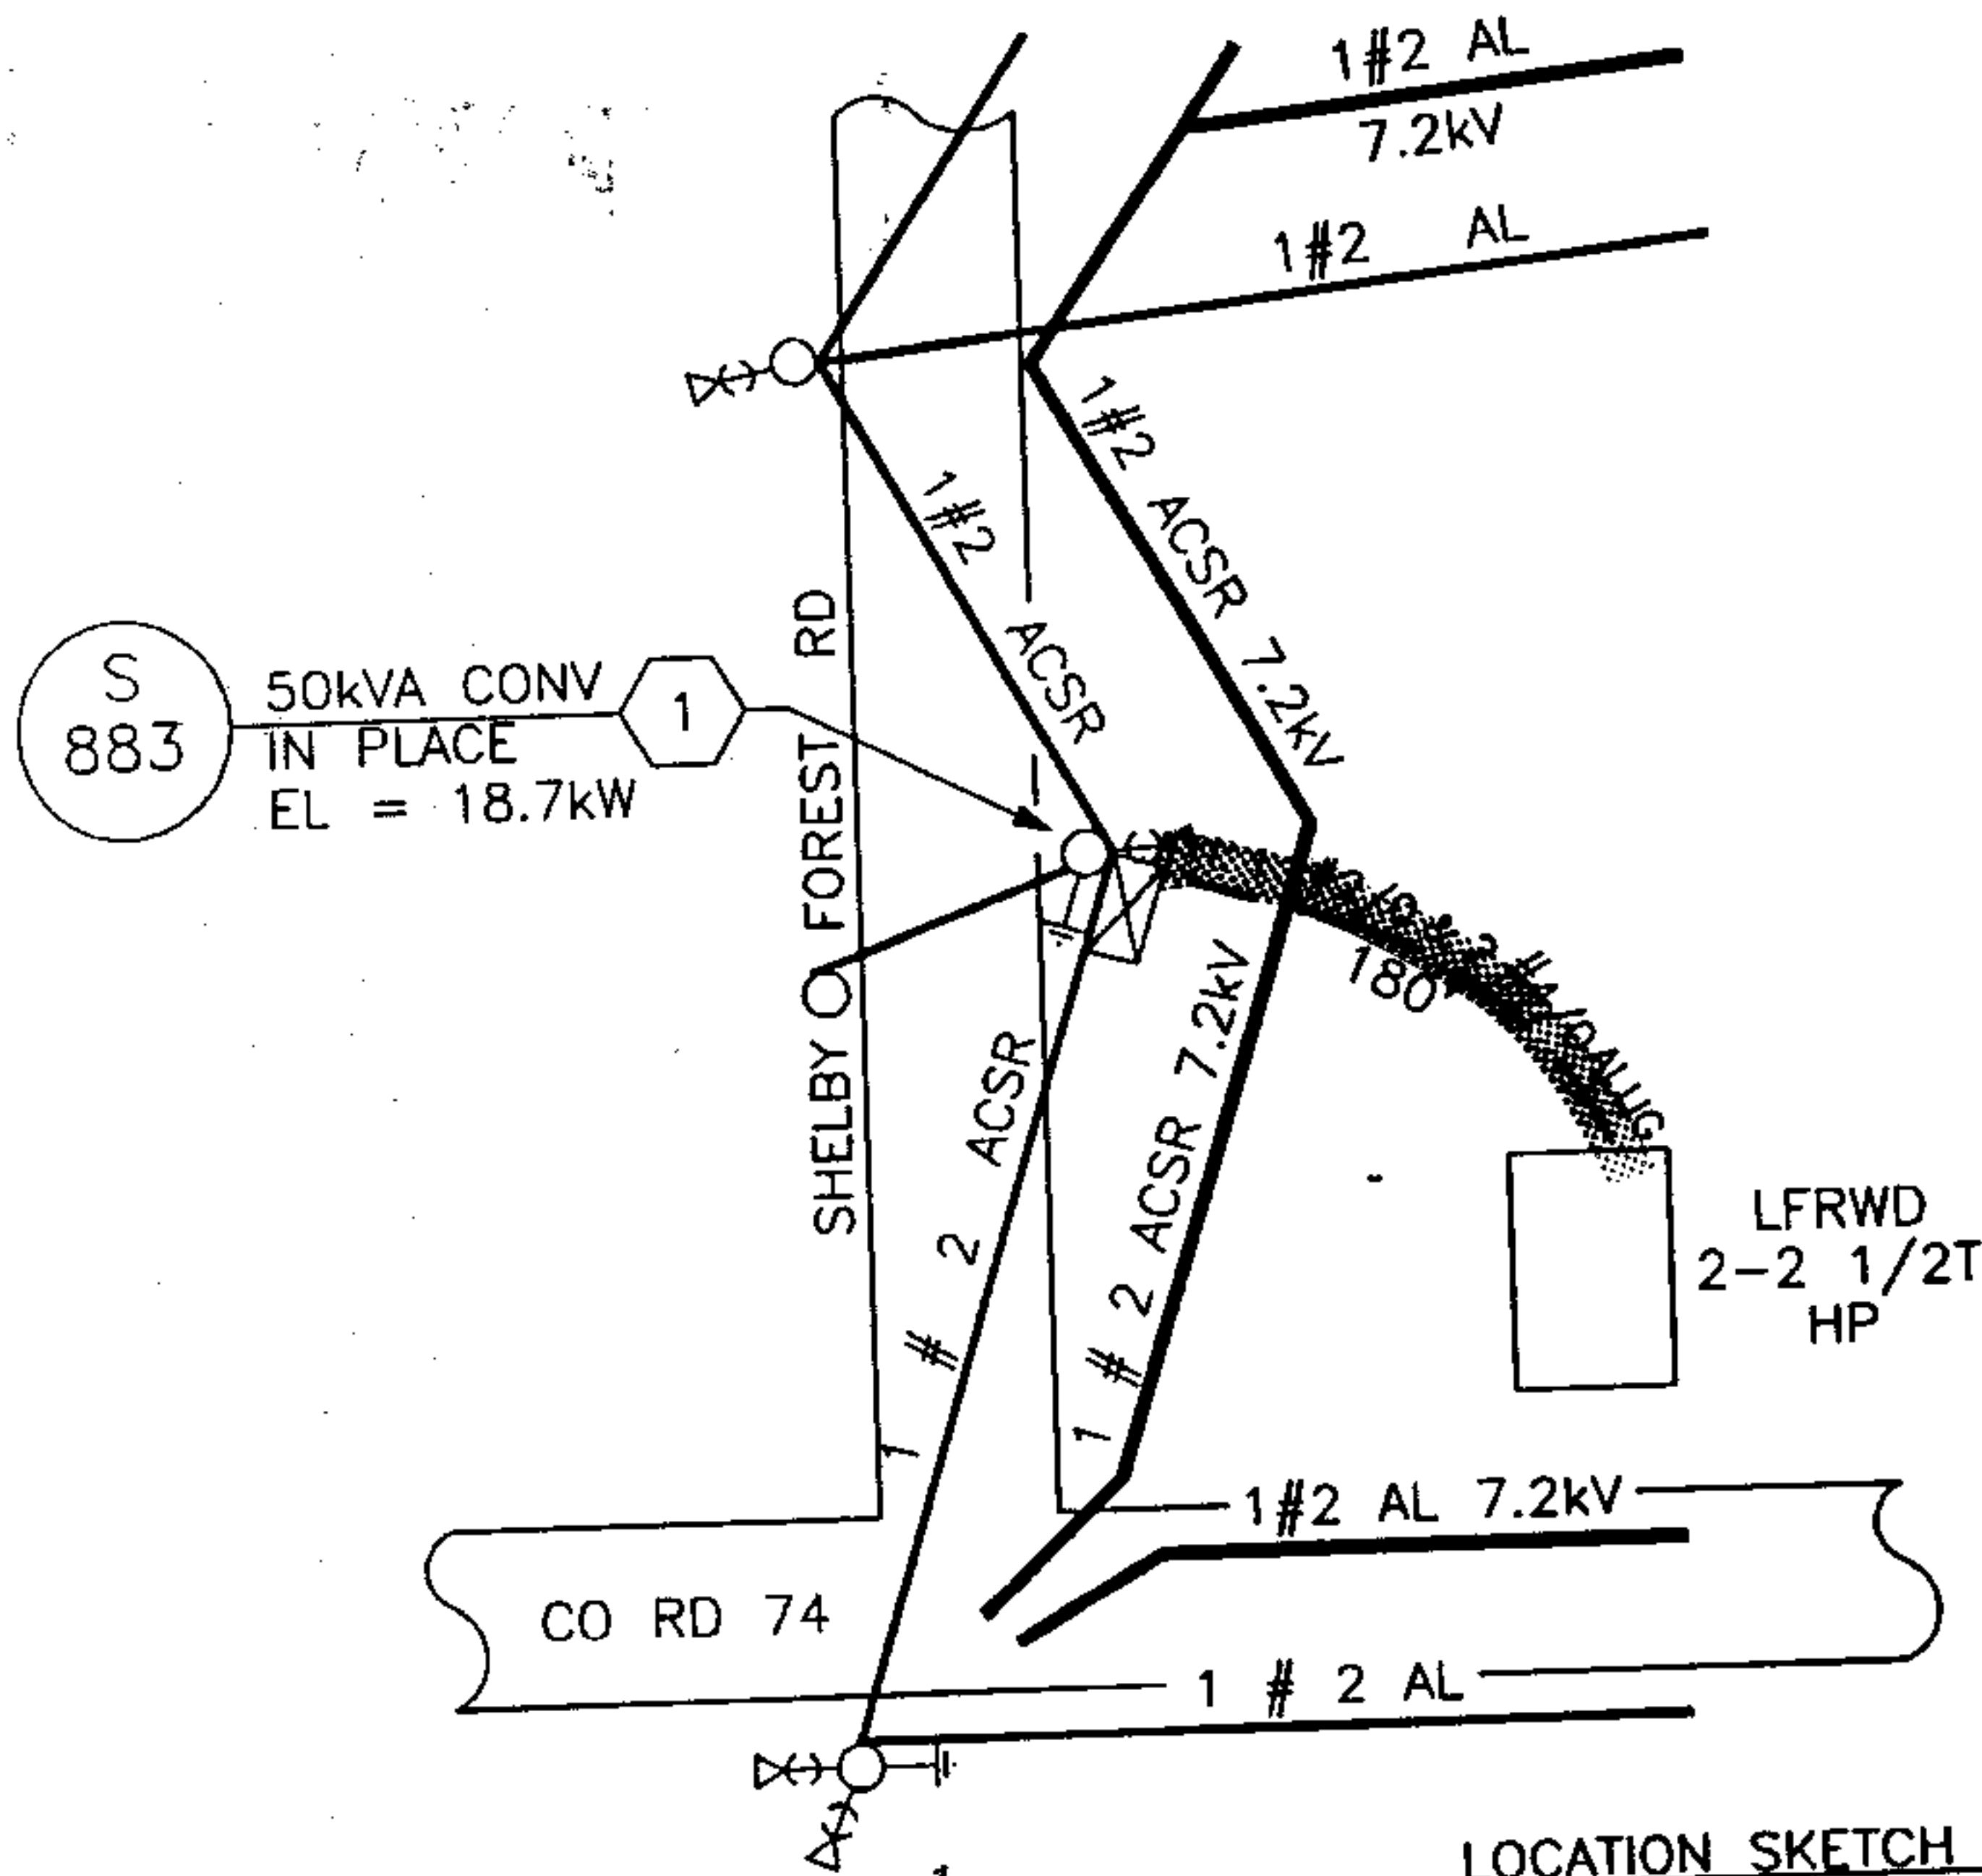 1#2 AL
7.2kV
1#2 AL
1#2 ACSR 7.2kV
1#2 ACSR
S
883
50kVA CONV
IN PLACE
EL = 18.7kW
1
SHELBY FOREST RD
180'
1 # 2 ACSR
1 # 2 ACSR 7.2kV
LFRWD
2-2 1/2T
HP
1#2 AL 7.2kV
CO RD 74
1 # 2 AL
LOCATION SKETCH